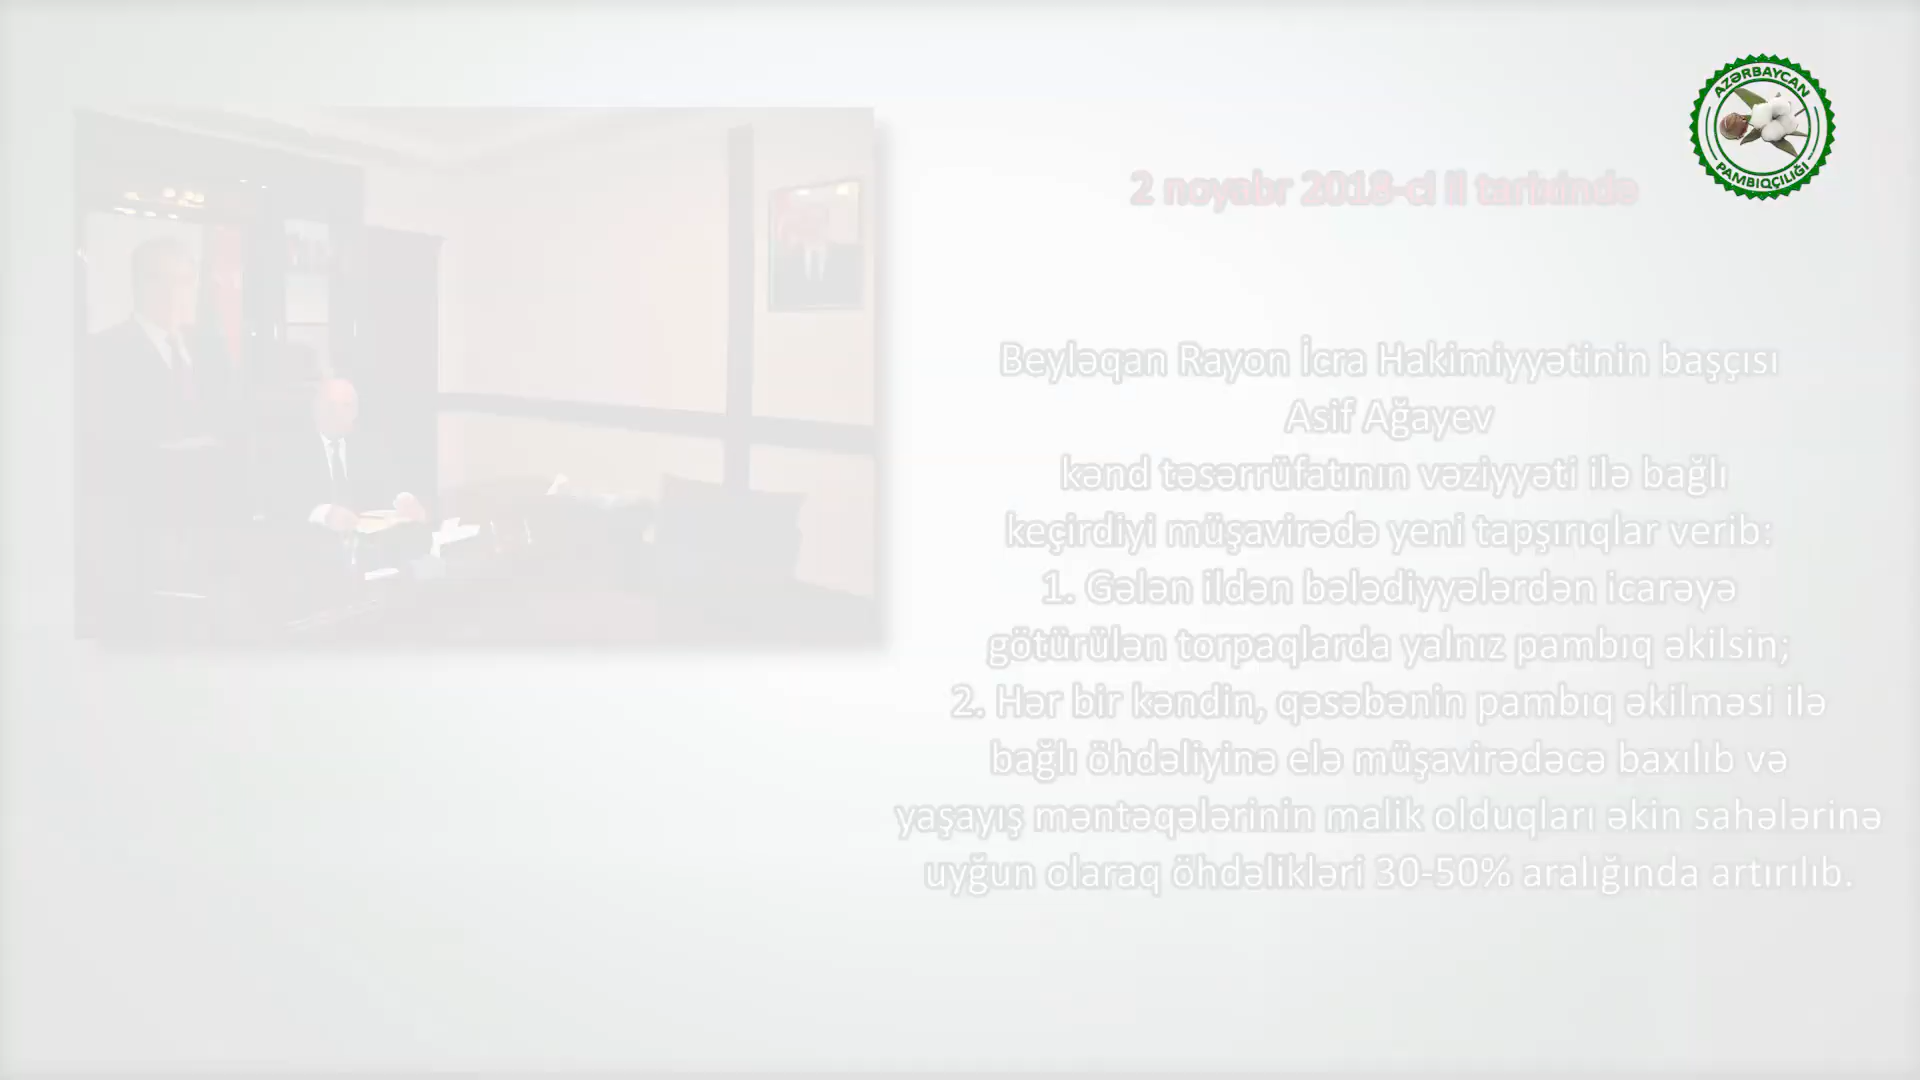 AZƏRBAYCAN
PAMBIQÇILIĞI
2 noyabr 2018-ci il tarixində
Beyləqan Rayon İcra Hakimiyyətinin başçısı
Asif Ağayev
kənd təsərrüfatının vəziyyəti ilə bağlı
keçirdiyi müşavirədə yeni tapşırıqlar verib:
1. Gələn ildən bələdiyyələrdən icarəyə
götürülən torpaqlarda yalnız pambıq əkilsin;
2. Hər bir kəndin, qəsəbənin pambıq əkilməsi ilə
bağlı öhdəliyinə elə müşavirədəcə baxılıb və
yaşayış məntəqələrinin malik olduqları əkin sahələrinə
uyğun olaraq öhdəlikləri 30-50% aralığında artırılıb.